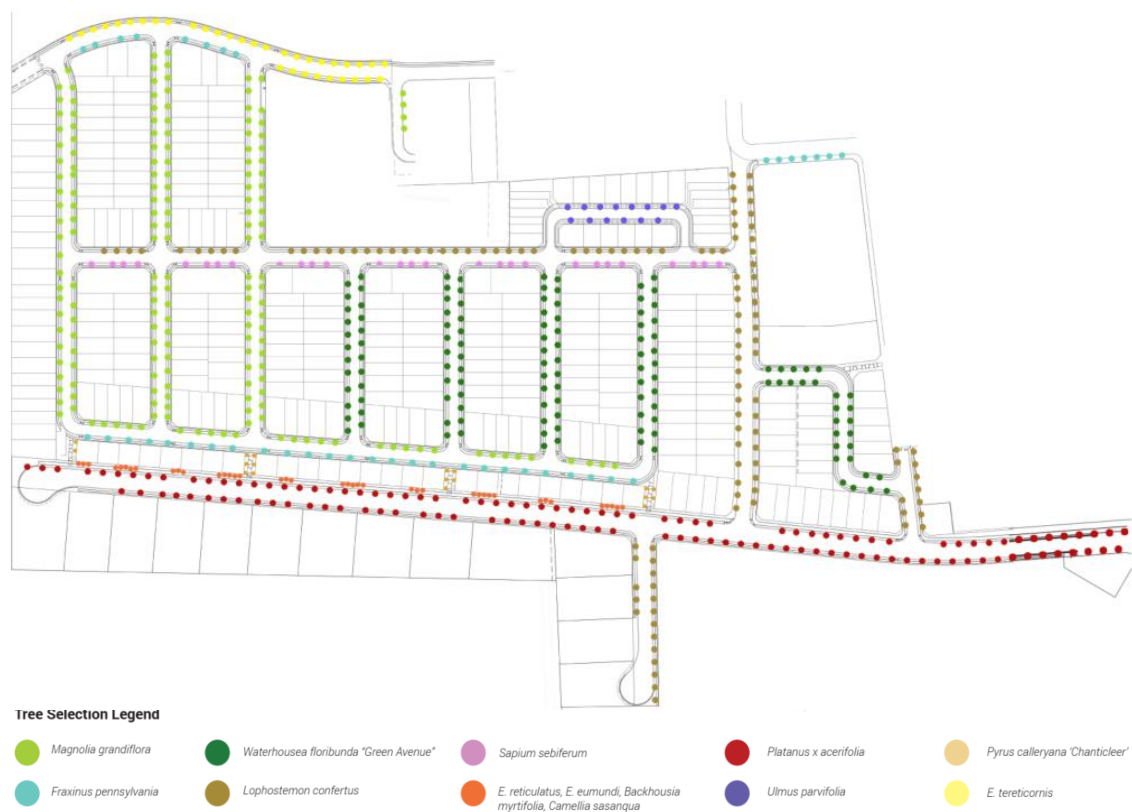 Tree Selection Legend
Magnolia grandiflora
Waterhousea floribunda "Green Avenue"
Sapium sebiferum
Platanus x acerifolia
Pyrus calleryana 'Chanticleer'
Fraxinus pennsylvania
Lophostemon confertus
E. reticulatus, E. eumundi, Backhousia
myrtifolia, Camellia sasanqua
Ulmus parvifolia
E. tereticornis